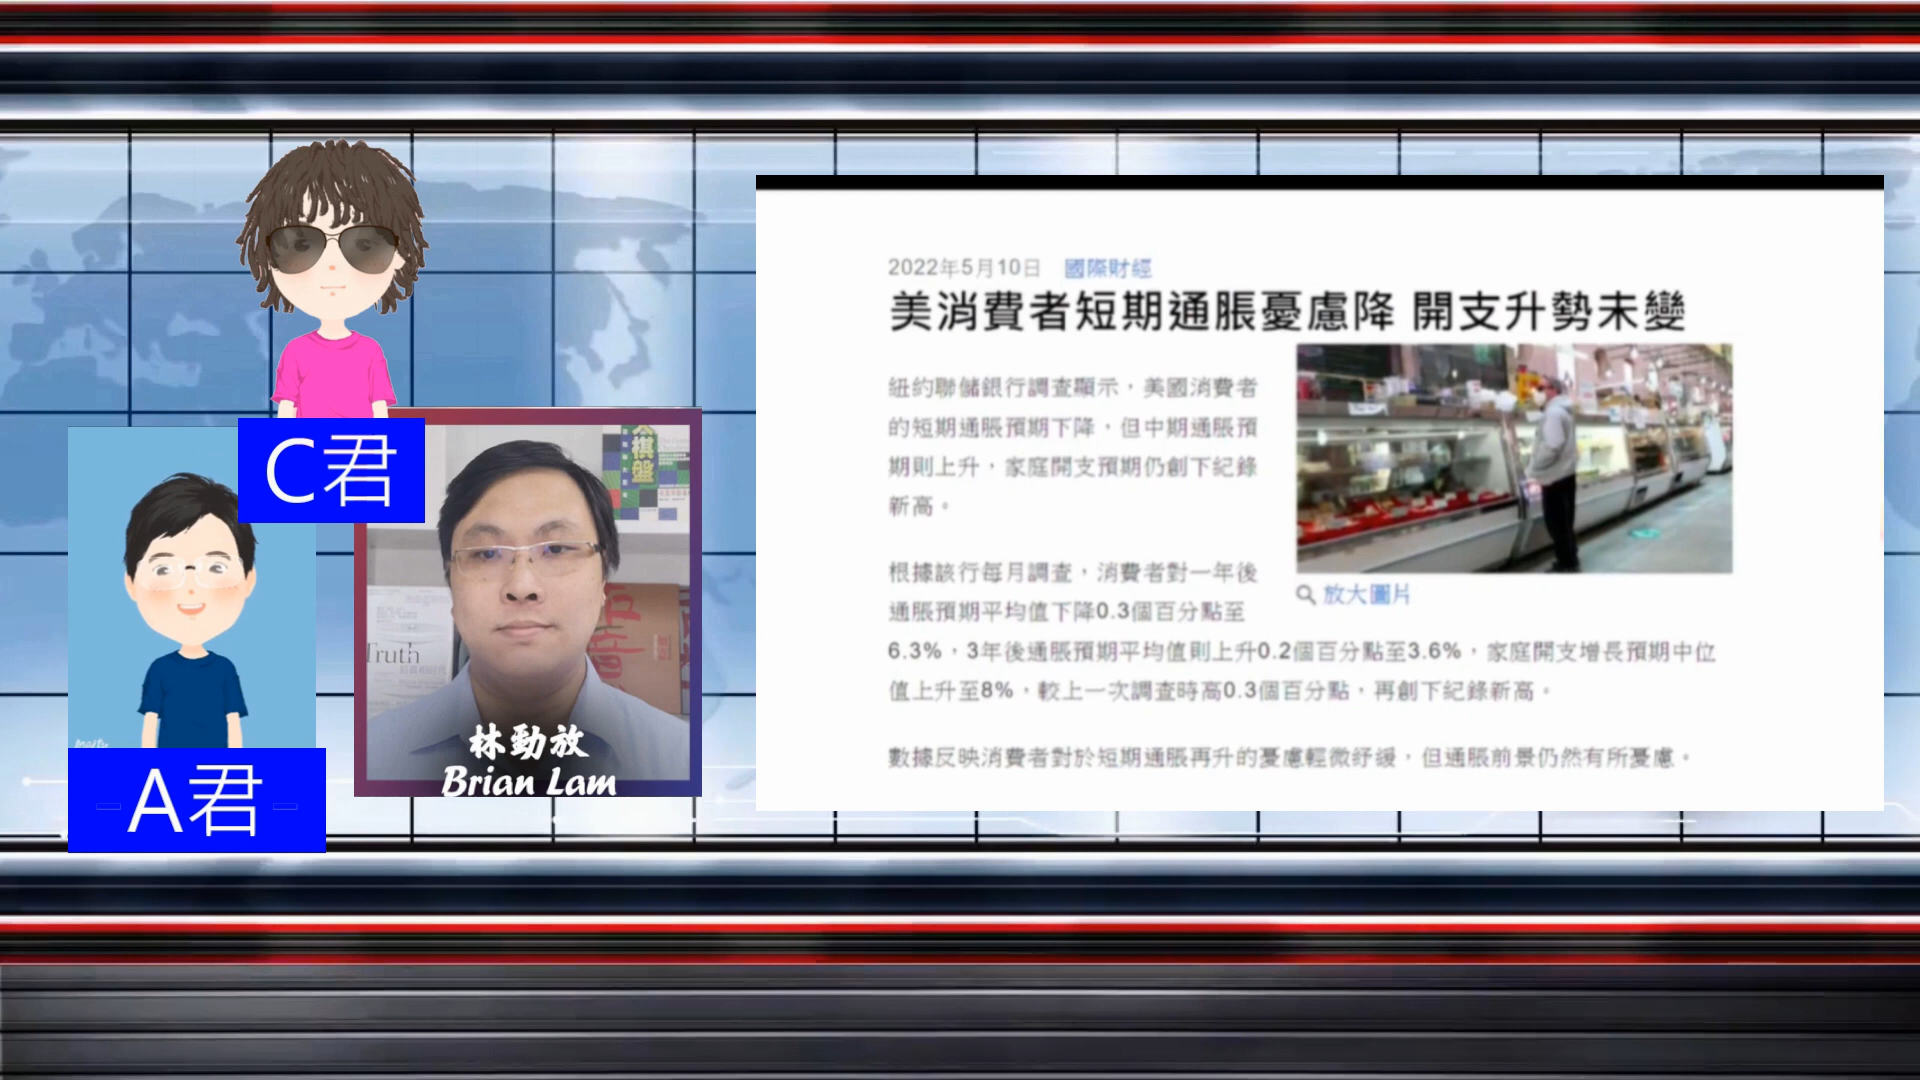 C君
A君
林勁放
Brian Lam
Truth
棋盤
2022年5月10日 國際財經
美消費者短期通脹憂慮降 開支升勢未變
紐約聯儲銀行調查顯示，美國消費者
的短期通脹預期下降，但中期通脹預
期則上升，家庭開支預期仍創下紀錄
新高。
放大圖片
根據該行每月調查，消費者對一年後
通脹預期平均值下降0.3個百分點至
6.3%，3年後通脹預期平均值則上升0.2個百分點至3.6%，家庭開支增長預期中位
值上升至8%，較上一次調查時高0.3個百分點，再創下紀錄新高。
數據反映消費者對於短期通脹再升的憂慮輕微紓緩，但通脹前景仍然有所憂慮。